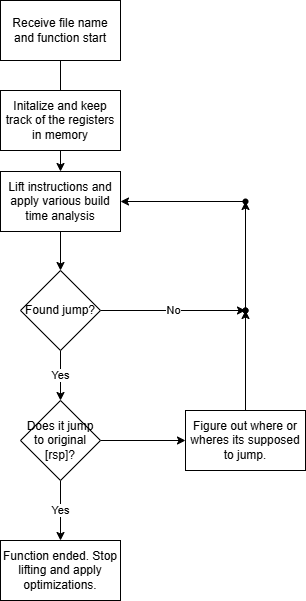 Receive file name
and function start
Initalize and keep
track of the registers
in memory
Lift instructions and
apply various build
time analysis
Found jump?
No
Yes
Does it jump
to original
[rsp]?
Figure out where or
wheres its supposed
to jump.
Yes
Function ended. Stop
lifting and apply
optimizations.